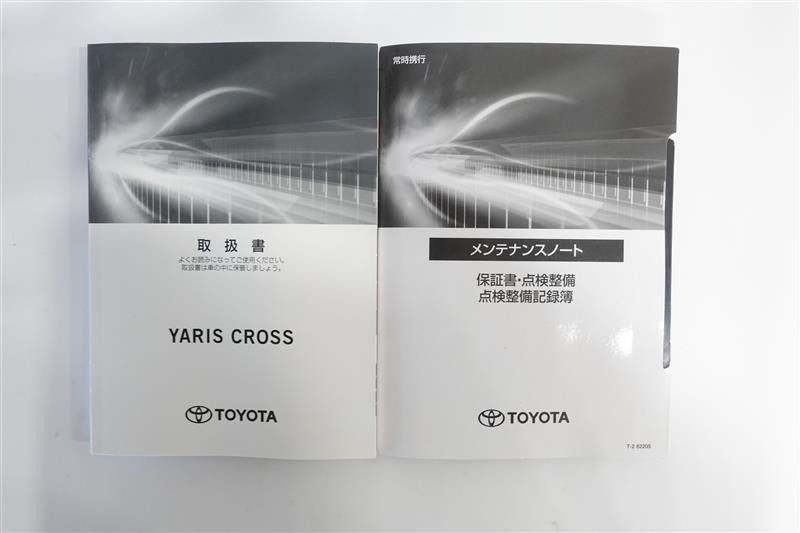 取扱書
よくお読みになってご使用ください。
取扱書は車の中に保管しましょう。
YARIS CROSS
TOYOTA
常時携行
メンテナンスノート
保証書・点検整備
点検整備記録簿
TOYOTA
T-2 62205